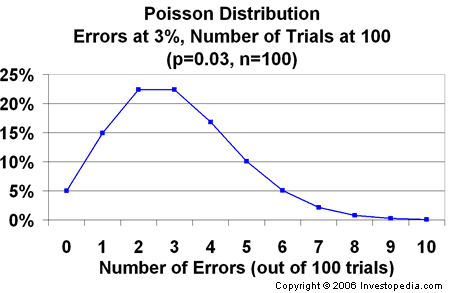 Poisson Distribution
Errors at 3%, Number of Trials at 100
(p=0.03, n=100)
25%
20%
15%
10%
5%
0%
0 1 2 3 4 5 6 7 8 9 10
Number of Errors (out of 100 trials)
Copyright © 2006 Investopedia.com